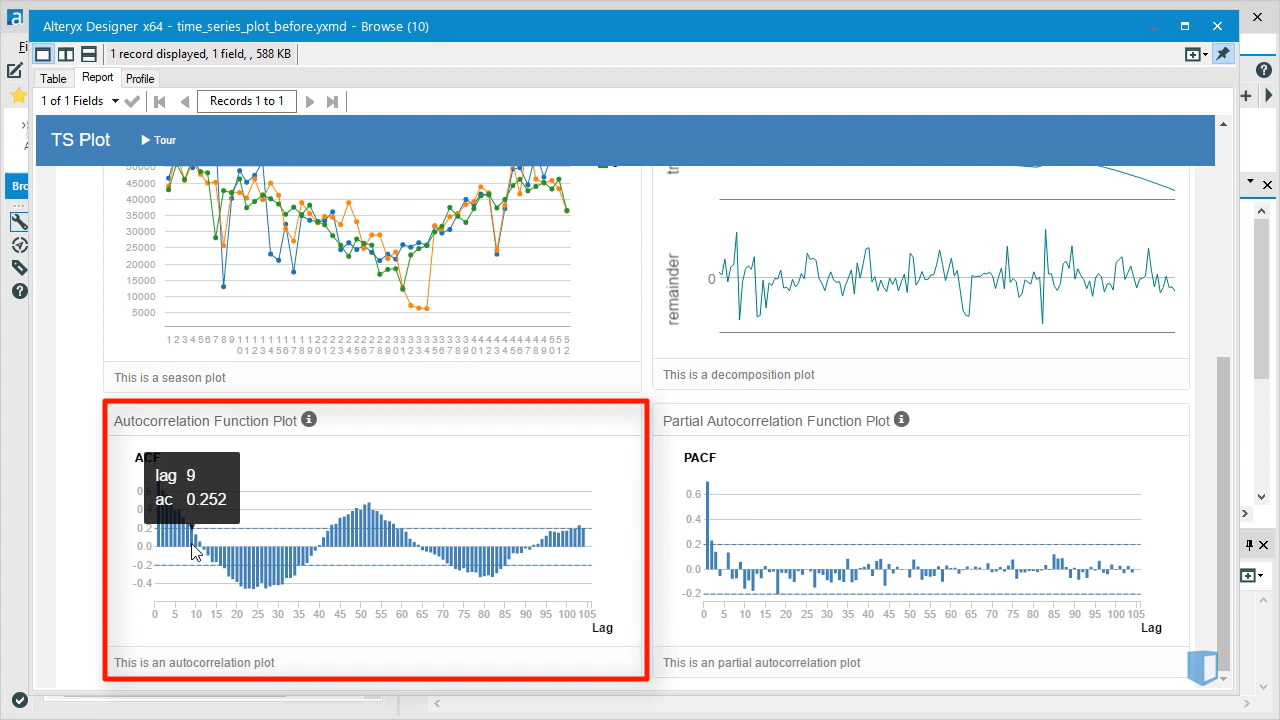 Alteryx Designer x64 - time_series_plot_before.yxmd - Browse (10)
1 record displayed, 1 field, , 588 KB
Table Report Profile
1 of 1 Fields Records 1 to 1
TS Plot Tour
50000
45000
40000
35000
30000
25000
20000
15000
10000
5000
remainder
0
This is a season plot
This is a decomposition plot
Autocorrelation Function Plot
ACF
lag 9
ac 0.252
0.2
0.0
-0.2
-0.4
0 5 10 15 20 25 30 35 40 45 50 55 60 65 70 75 80 85 90 95 100 105
Lag
This is an autocorrelation plot
Partial Autocorrelation Function Plot
PACF
0.6
0.4
0.2
0.0
-0.2
0 5 10 15 20 25 30 35 40 45 50 55 60 65 70 75 80 85 90 95 100 105
Lag
This is an partial autocorrelation plot